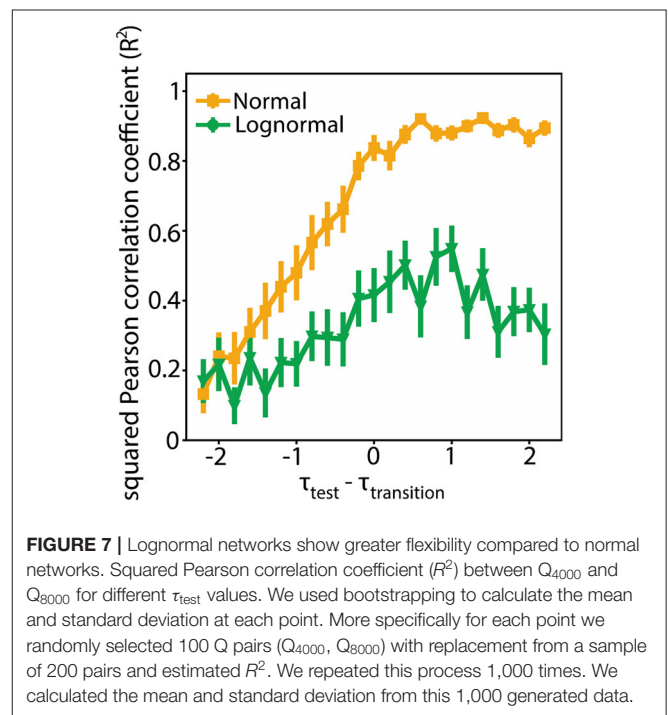 squared Pearson correlation coefficient (R²)
1
0.8
0.6
0.4
0.2
0
Normal
Lognormal
-2 -1 0 1 2
τtest - τtransition
FIGURE 7 | Lognormal networks show greater flexibility compared to normal
networks. Squared Pearson correlation coefficient (R²) between Q4000 and
Q8000 for different τtest values. We used bootstrapping to calculate the mean
and standard deviation at each point. More specifically for each point we
randomly selected 100 Q pairs (Q4000, Q8000) with replacement from a sample
of 200 pairs and estimated R². We repeated this process 1,000 times. We
calculated the mean and standard deviation from this 1,000 generated data.